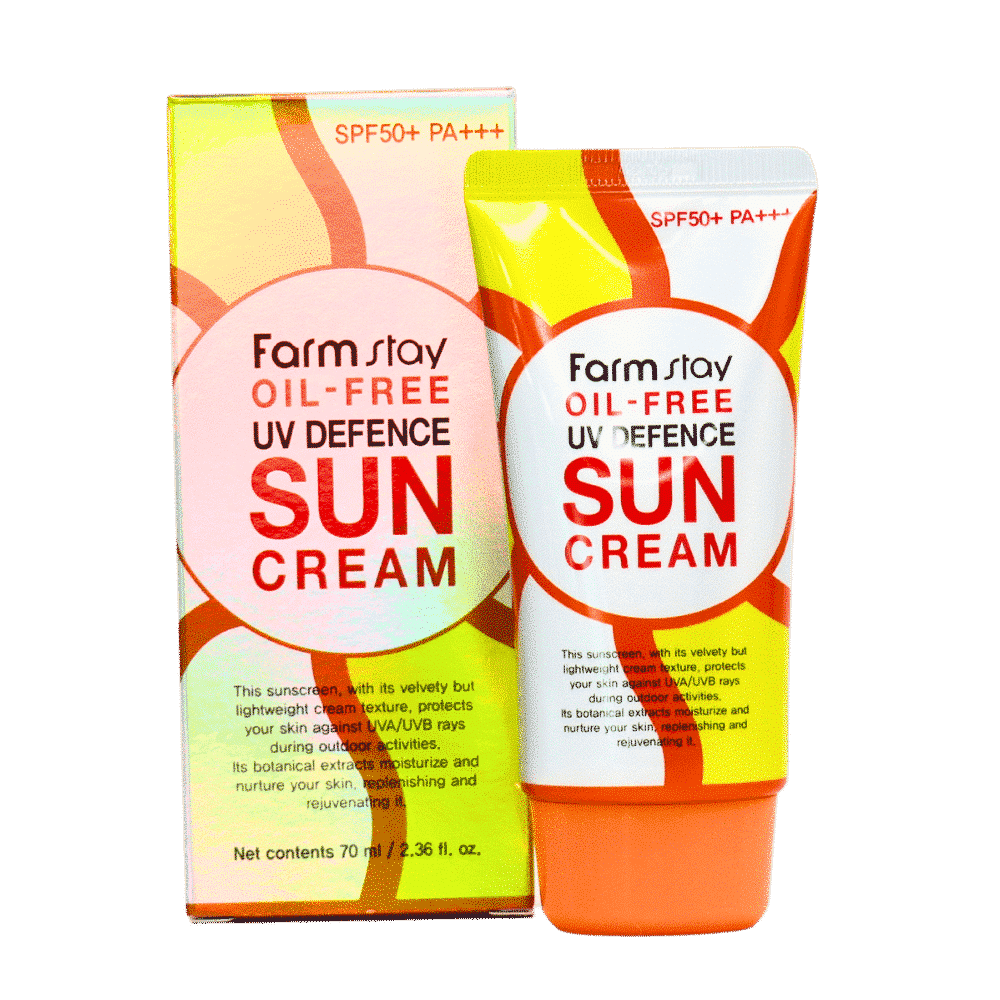 SPF50+ PA+++
Farm stay
OIL-FREE
UV DEFENCE
SUN
CREAM
This sunscreen, with its velvety but
lightweight cream texture, protects
your skin against UVA/UVB rays
during outdoor activities.
Its botanical extracts moisturize and
nurture your skin, replenishing and
rejuvenating it.
Net contents 70 ml / 2.36 fl. oz.
SPF50+ PA+++
Farm stay
OIL-FREE
UV DEFENCE
SUN
CREAM
This sunscreen, with its velvety but
lightweight cream texture, protects
your skin against UVA/UVB rays
during outdoor activities.
Its botanical extracts moisturize and
nurture your skin, replenishing and
rejuvenating it.